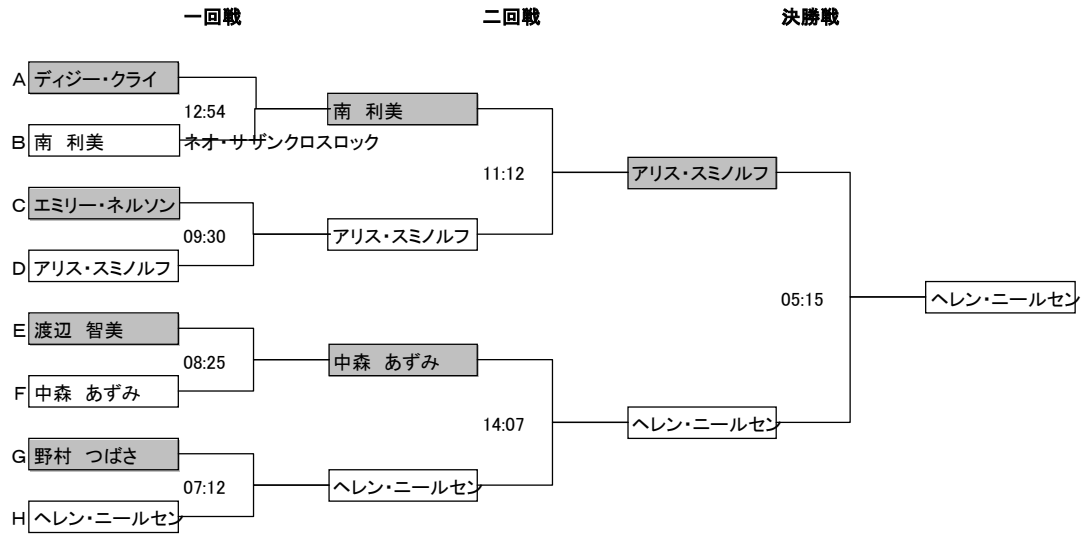 一回戦
二回戦
決勝戦
A ディジー・クライ
12:54
南　利美
B 南　利美
ネオ・サザンクロスロック
11:12
アリス・スミノルフ
C エミリー・ネルソン
09:30
アリス・スミノルフ
D アリス・スミノルフ
05:15
ヘレン・ニールセン
E 渡辺　智美
08:25
中森　あずみ
F 中森　あずみ
14:07
ヘレン・ニールセン
G 野村　つばさ
07:12
ヘレン・ニールセン
H ヘレン・ニールセン